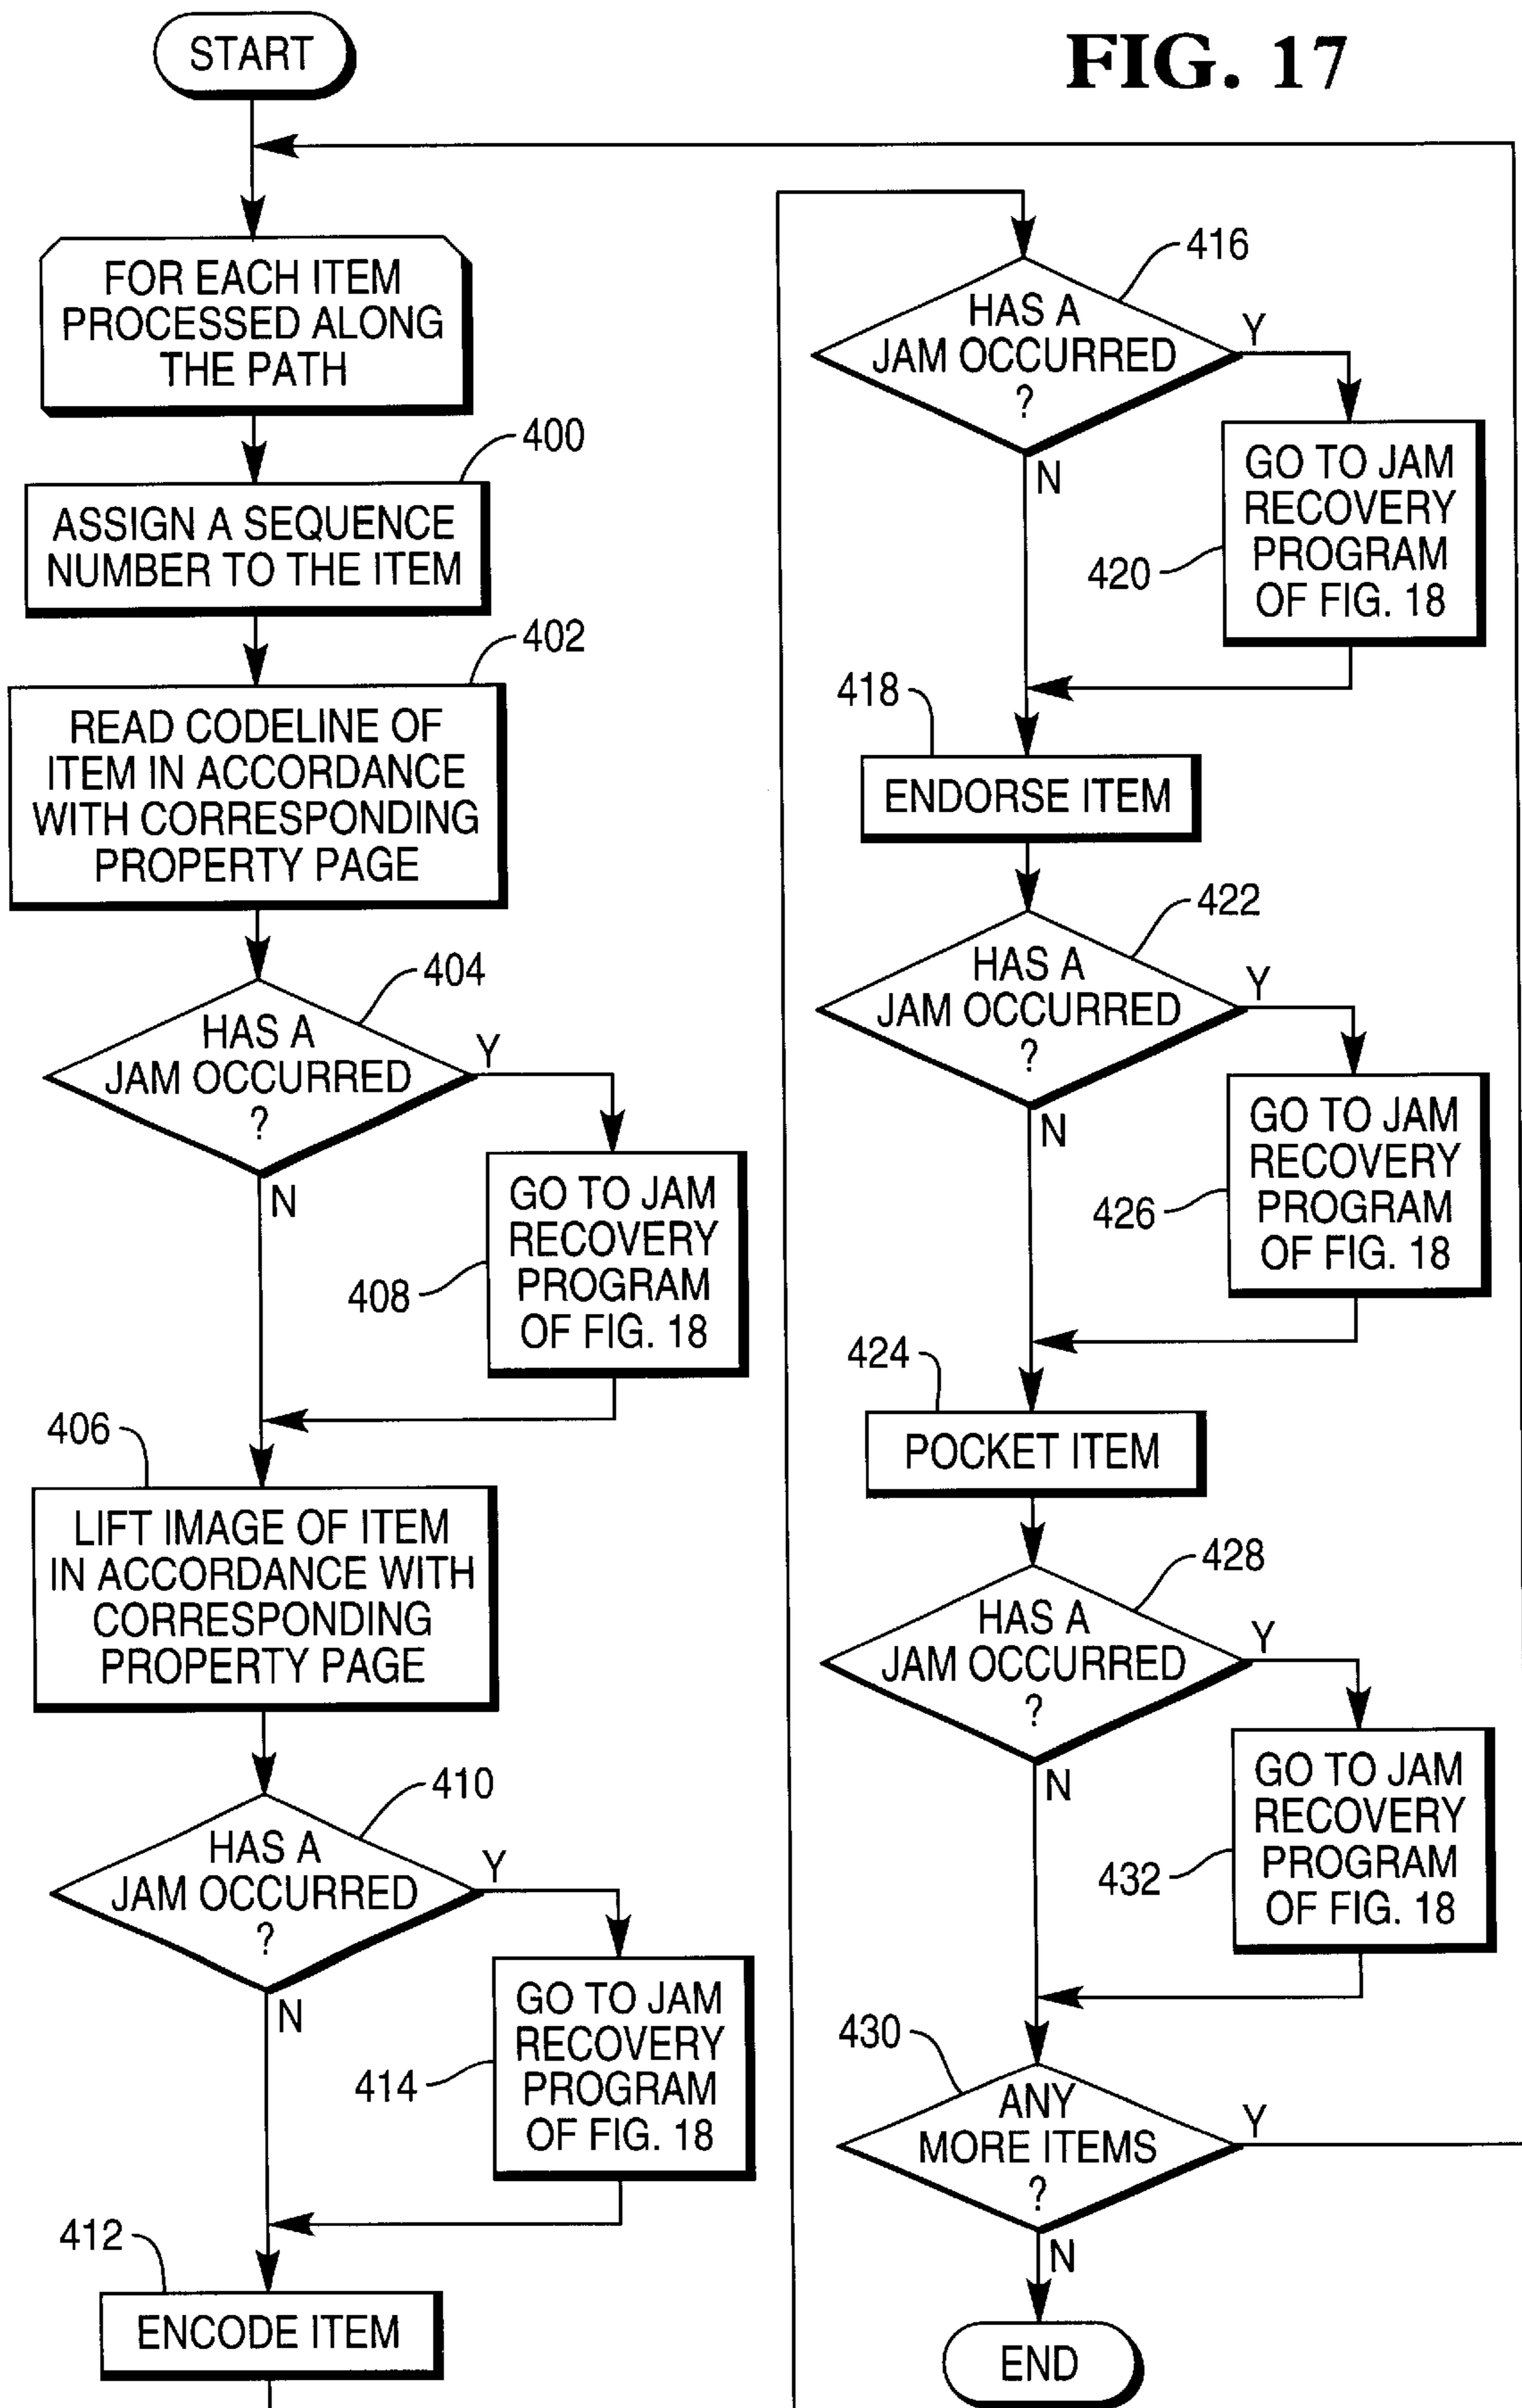 FIG. 17
START
FOR EACH ITEM
PROCESSED ALONG
THE PATH
400
ASSIGN A SEQUENCE
NUMBER TO THE ITEM
402
READ CODELINE OF
ITEM IN ACCORDANCE
WITH CORRESPONDING
PROPERTY PAGE
404
HAS A
JAM OCCURRED
?
Y
N
GO TO JAM
RECOVERY
PROGRAM
OF FIG. 18
408
406
LIFT IMAGE OF ITEM
IN ACCORDANCE WITH
CORRESPONDING
PROPERTY PAGE
410
HAS A
JAM OCCURRED
?
Y
N
GO TO JAM
RECOVERY
PROGRAM
OF FIG. 18
414
412
ENCODE ITEM
416
HAS A
JAM OCCURRED
?
Y
N
GO TO JAM
RECOVERY
PROGRAM
OF FIG. 18
420
418
ENDORSE ITEM
422
HAS A
JAM OCCURRED
?
Y
N
GO TO JAM
RECOVERY
PROGRAM
OF FIG. 18
426
424
POCKET ITEM
428
HAS A
JAM OCCURRED
?
Y
N
GO TO JAM
RECOVERY
PROGRAM
OF FIG. 18
432
430
ANY
MORE ITEMS
?
Y
N
END